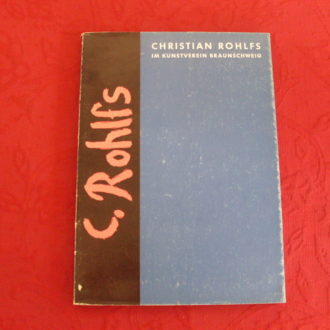 CHRISTIAN ROHLFS
IM KUNSTVEREIN BRAUNSCHWEIG
C. Rohlfs